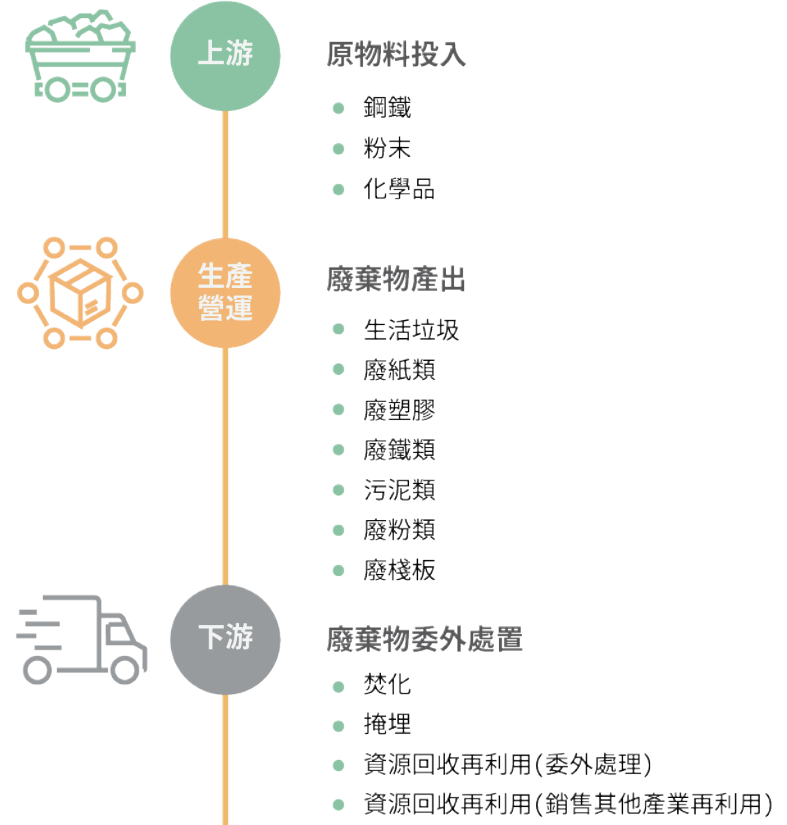 上游
原物料投入
鋼鐵
粉末
化學品
生產
營運
廢棄物產出
生活垃圾
廢紙類
廢塑膠
廢鐵類
污泥類
廢粉類
廢棧板
下游
廢棄物委外處置
焚化
掩埋
資源回收再利用(委外處理)
資源回收再利用(銷售其他產業再利用)